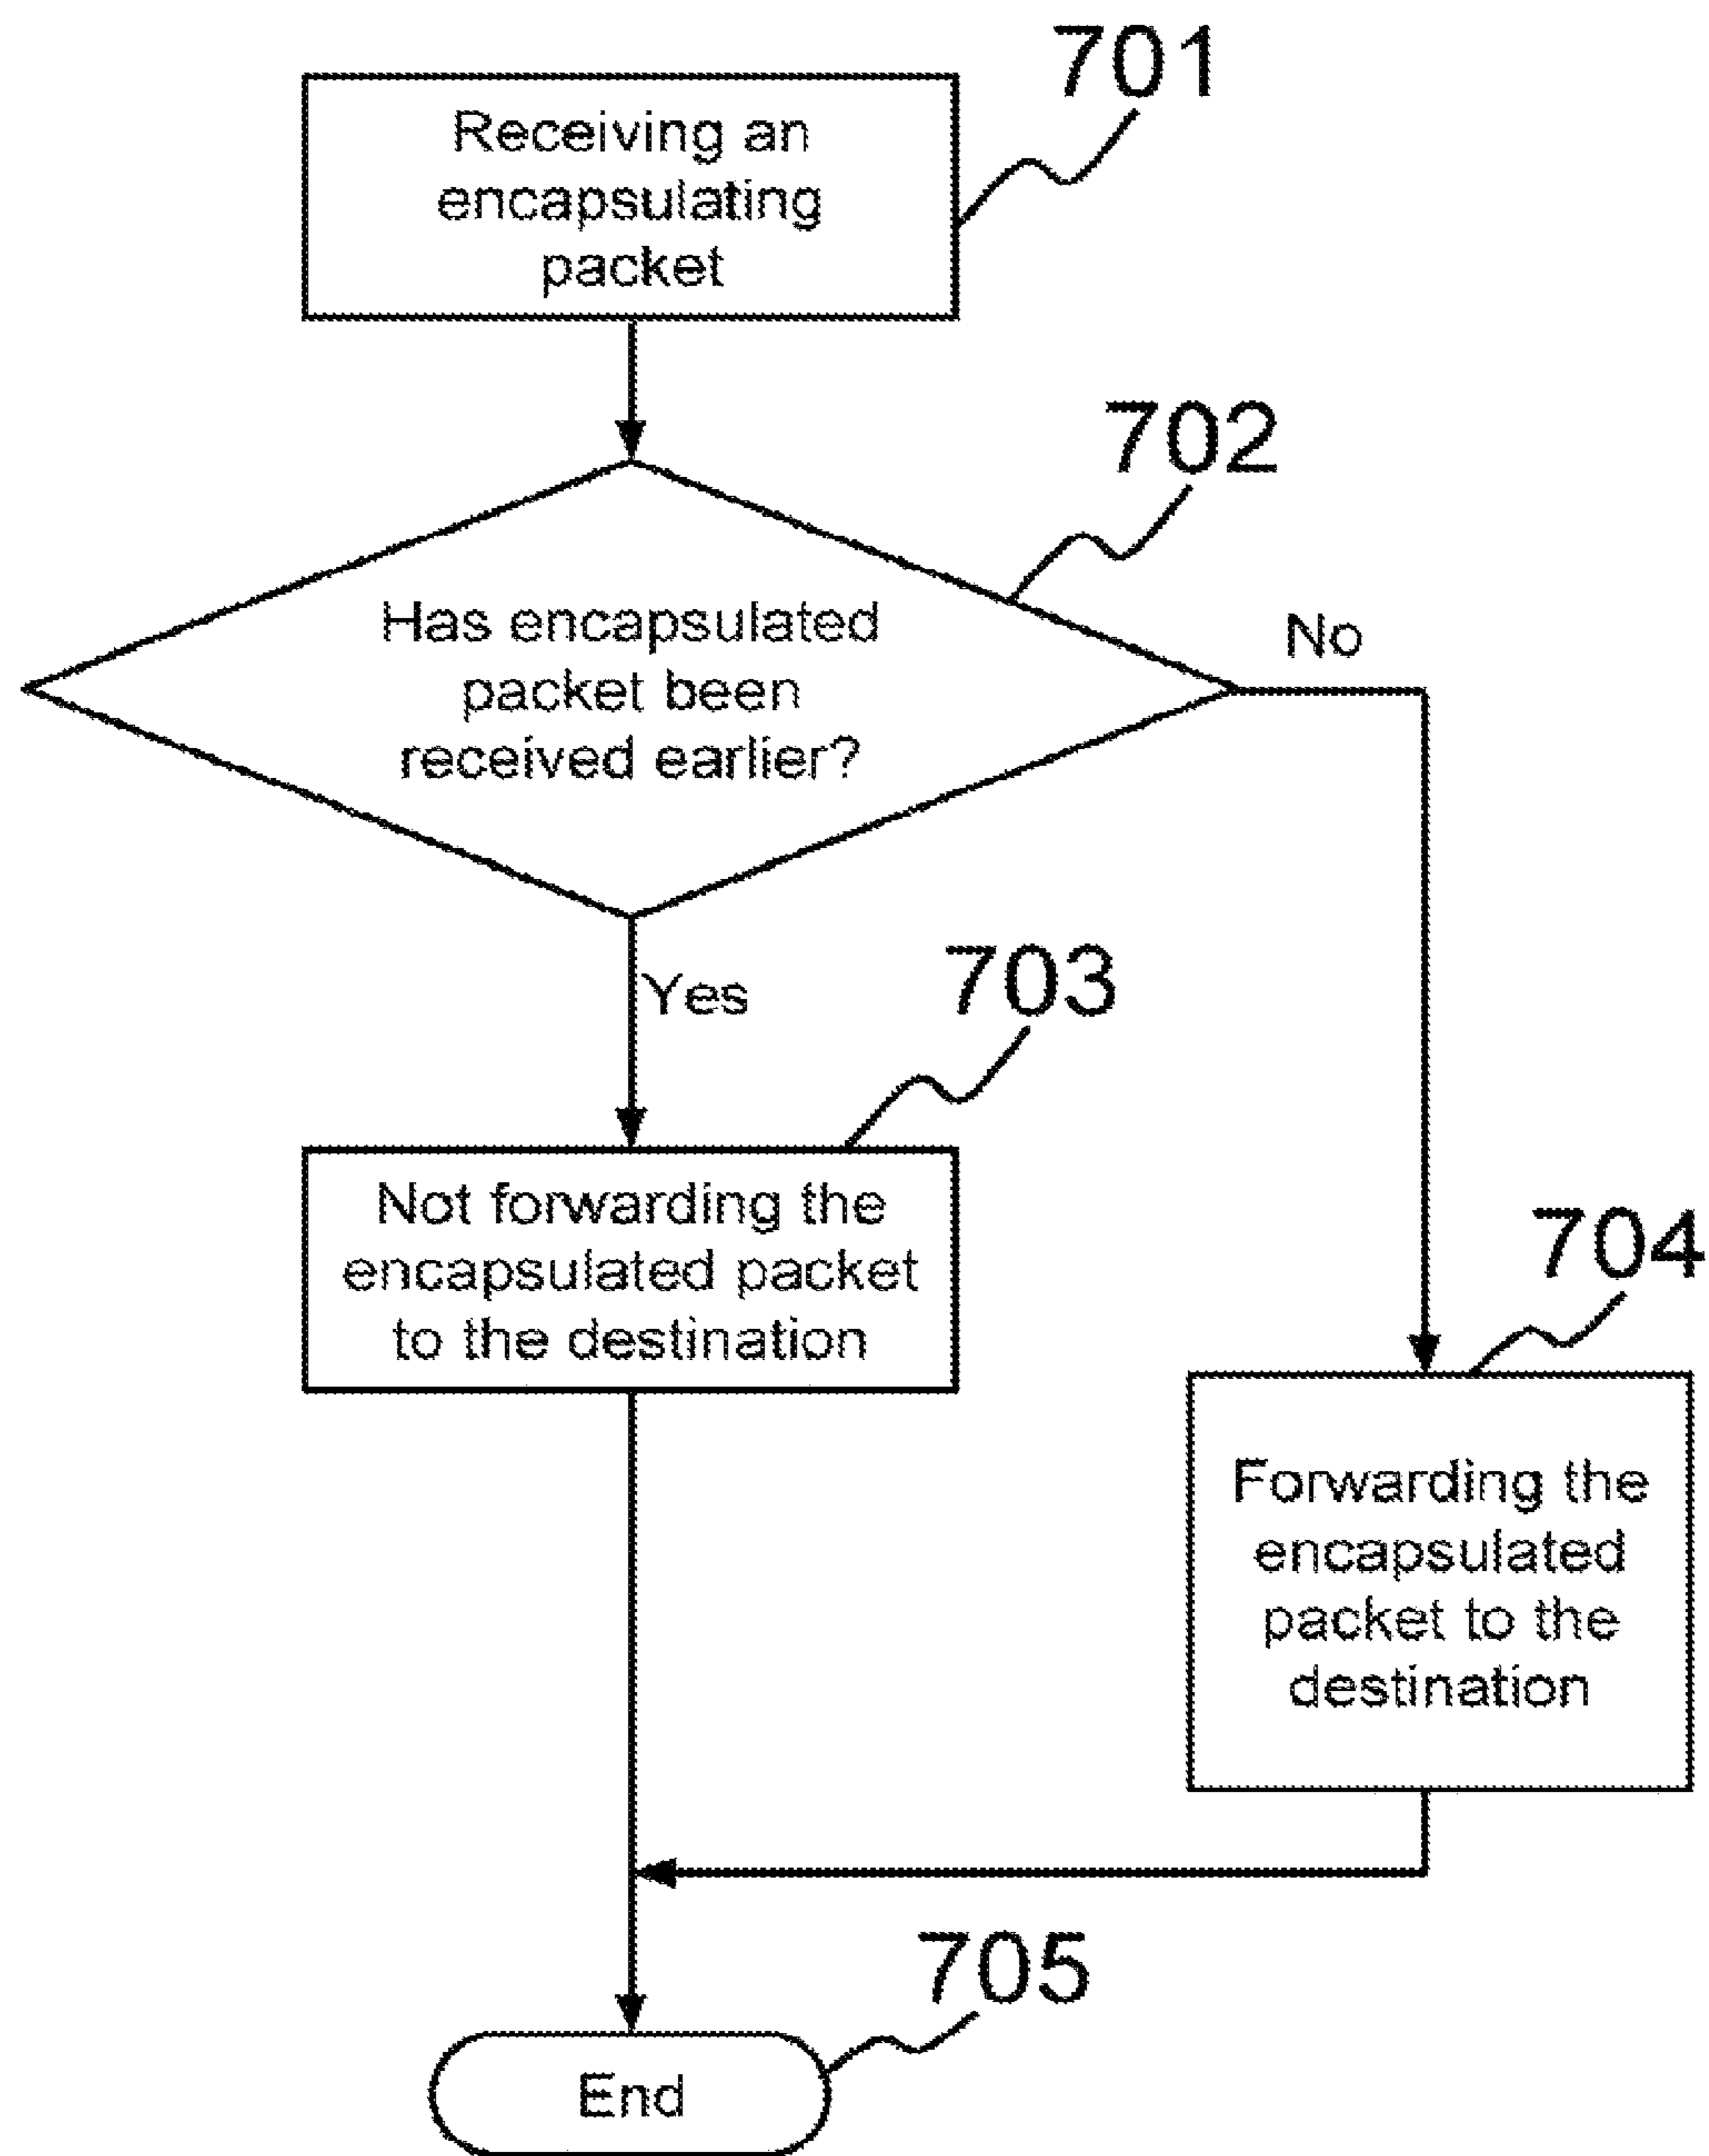 701
Receiving an
encapsulating
packet
702
Has encapsulated
packet been
received earlier?
No
Yes
703
Not forwarding the
encapsulated packet
to the destination
704
Forwarding the
encapsulated
packet to the
destination
705
End